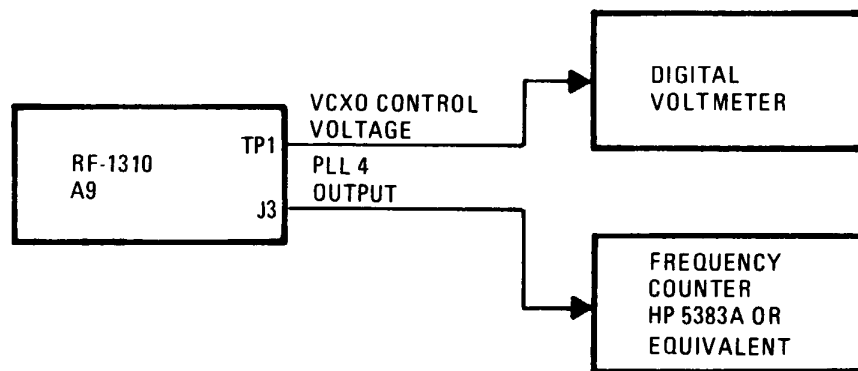 RF-1310
A9
TP1
J3
VCXO CONTROL
VOLTAGE
PLL 4
OUTPUT
DIGITAL
VOLTMETER
FREQUENCY
COUNTER
HP 5383A OR
EQUIVALENT